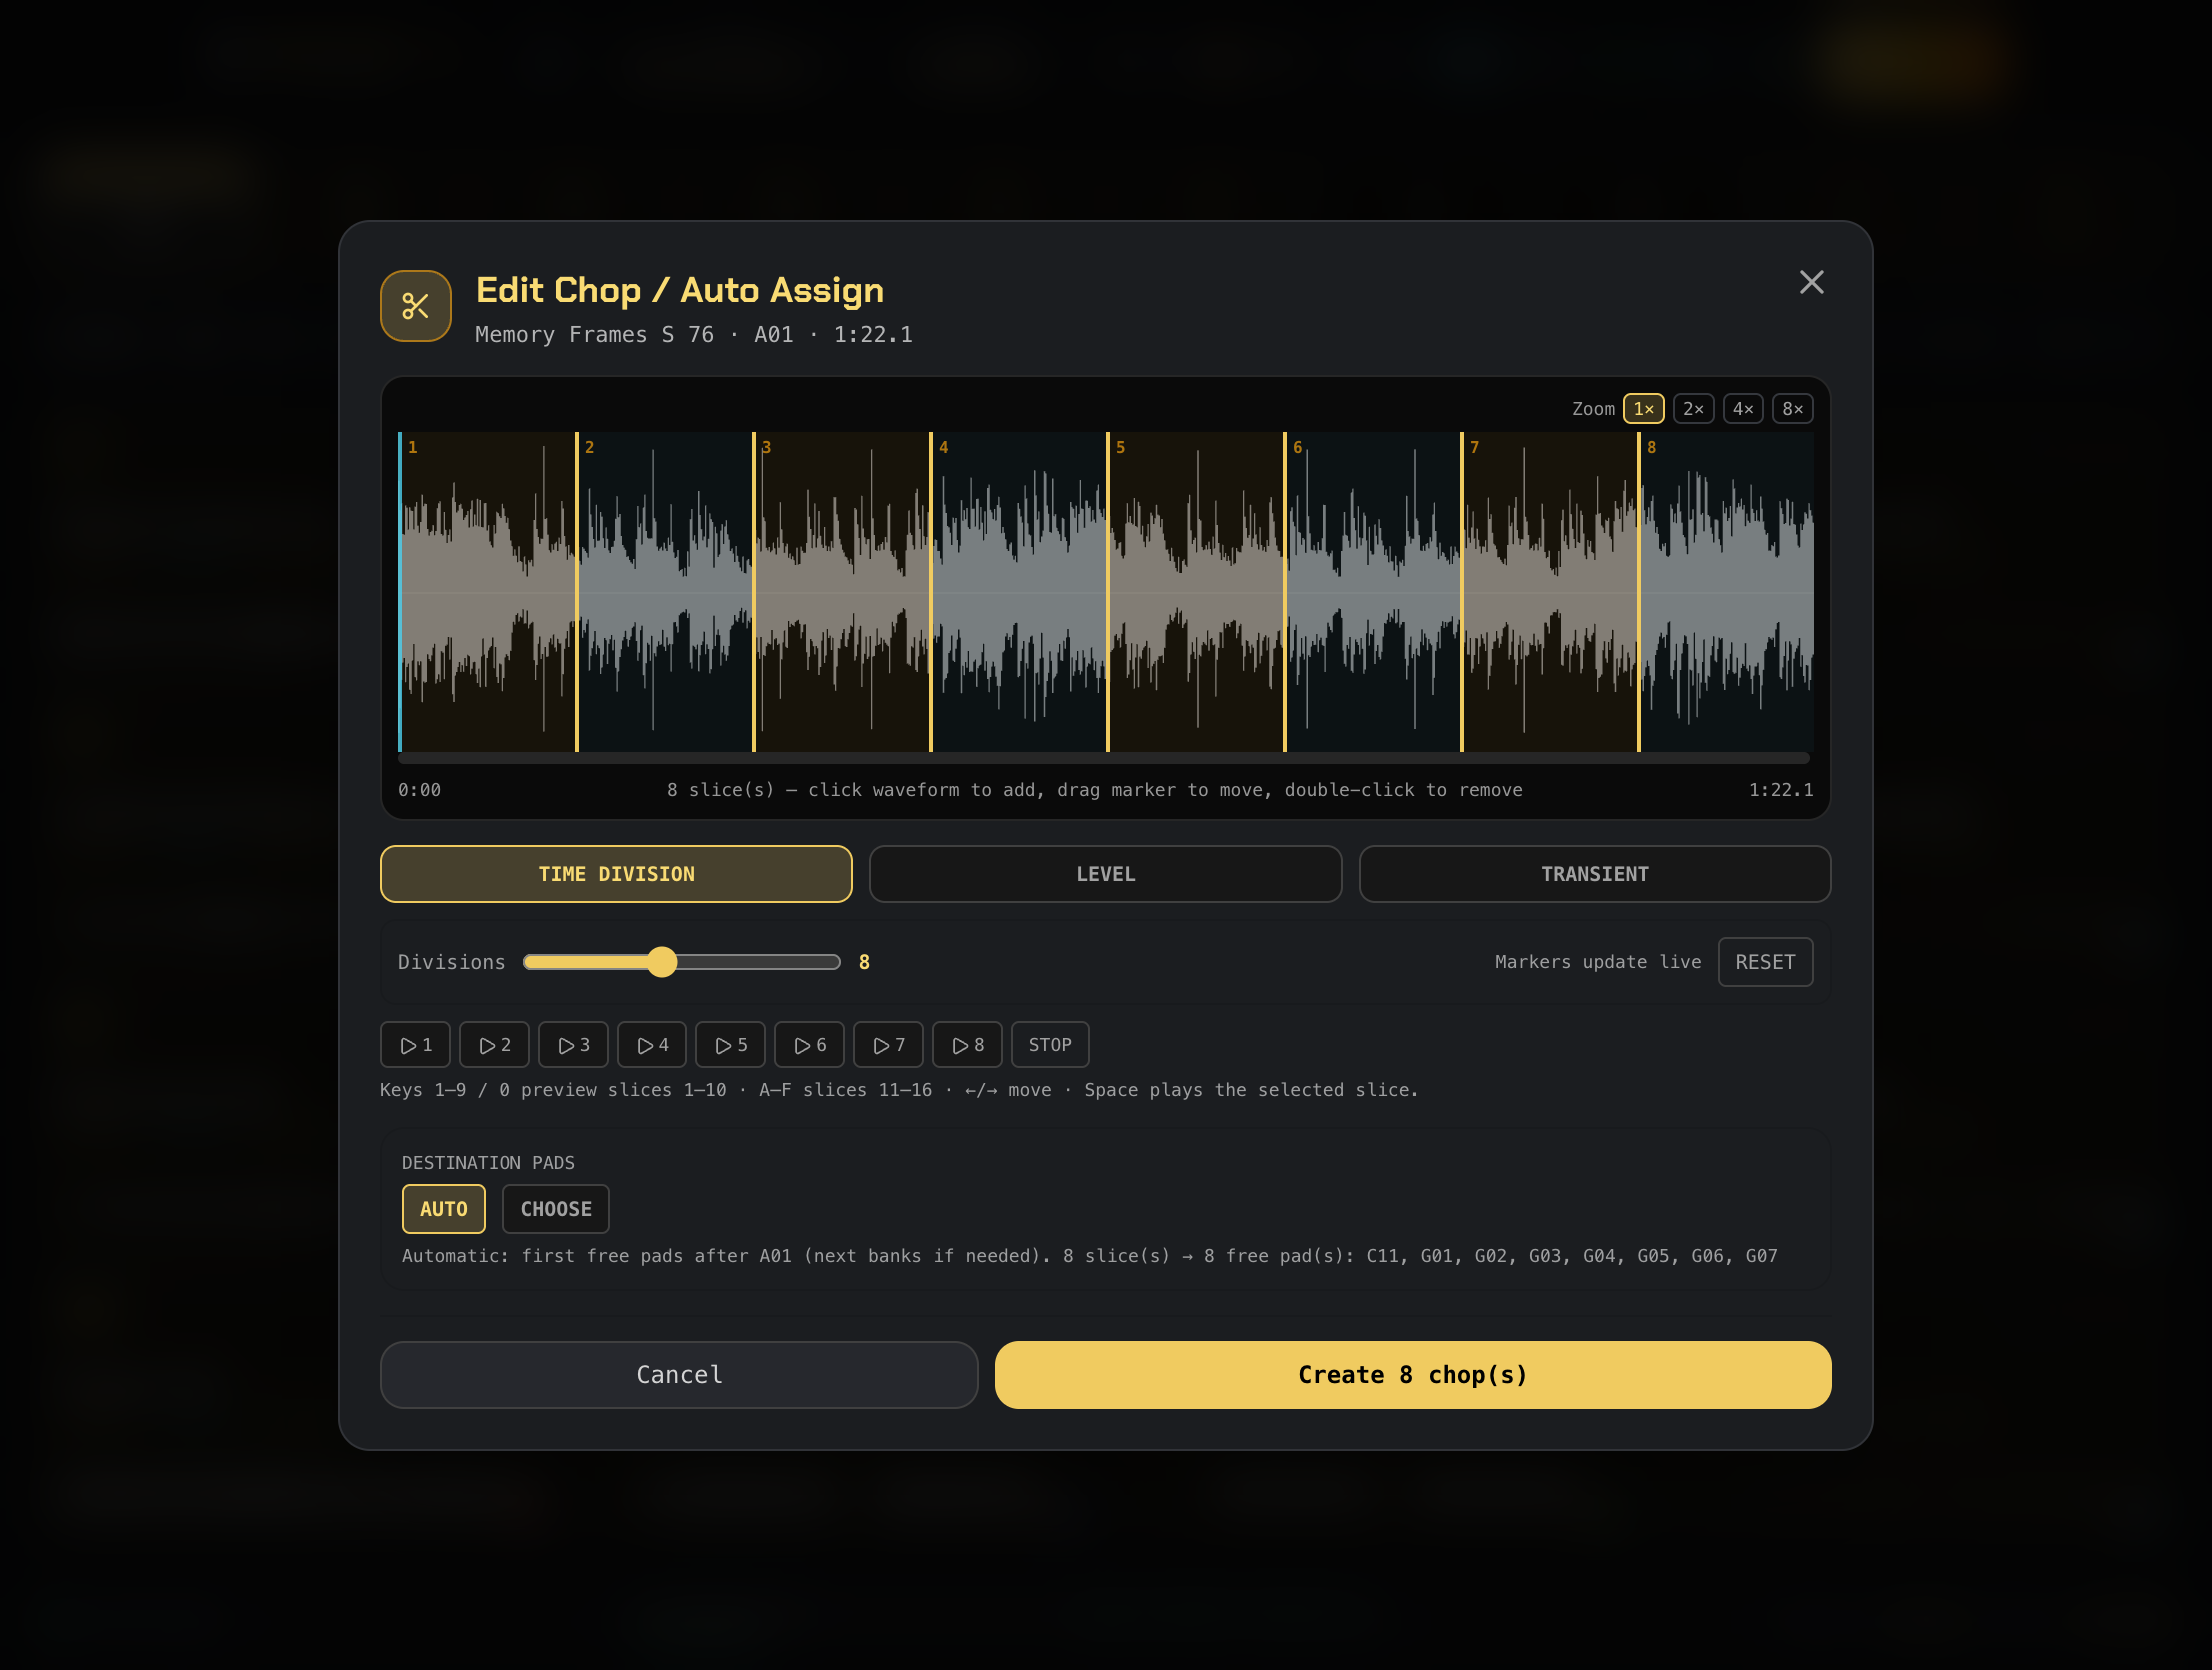 Edit Chop / Auto Assign
Memory Frames S 76 · A01 · 1:22.1
Zoom 1× 2× 4× 8×
1 2 3 4 5 6 7 8
0:00 8 slice(s) — click waveform to add, drag marker to move, double-click to remove 1:22.1
TIME DIVISION LEVEL TRANSIENT
Divisions 8 Markers update live RESET
1 2 3 4 5 6 7 8 STOP
Keys 1–9 / 0 preview slices 1–10 · A–F slices 11–16 · ←/→ move · Space plays the selected slice.
DESTINATION PADS
AUTO CHOOSE
Automatic: first free pads after A01 (next banks if needed). 8 slice(s) → 8 free pad(s): C11, G01, G02, G03, G04, G05, G06, G07
Cancel Create 8 chop(s)